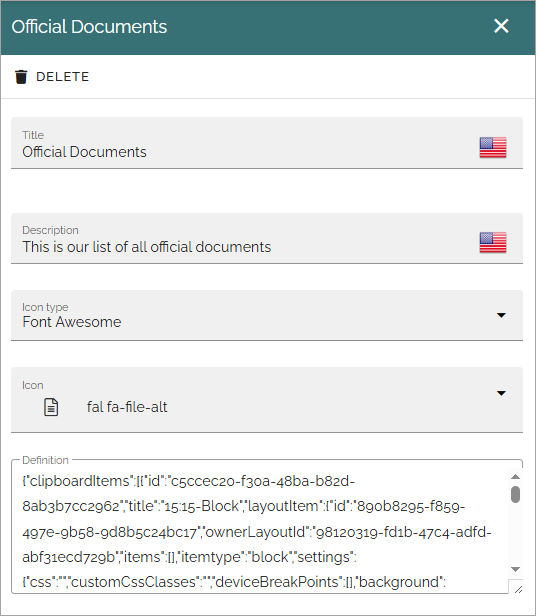 Official Documents
DELETE
Title
Official Documents
Description
This is our list of all official documents
Icon type
Font Awesome
Icon
fal fa-file-alt
Definition
{"clipboardItems":[{"id":"c5ccec20-f30a-48ba-b82d-
8ab3b7cc2962","title":"15:15-Block","layoutItem":{"id":"890b8295-f859-
497e-9b58-9d8b5c24bc17","ownerLayoutId":"98120319-fd1b-47c4-adfd-
abf31ecd729b","items":[],"itemtype":"block","settings":
{"css":"","customCssClasses":"","deviceBreakPoints":[],"background":